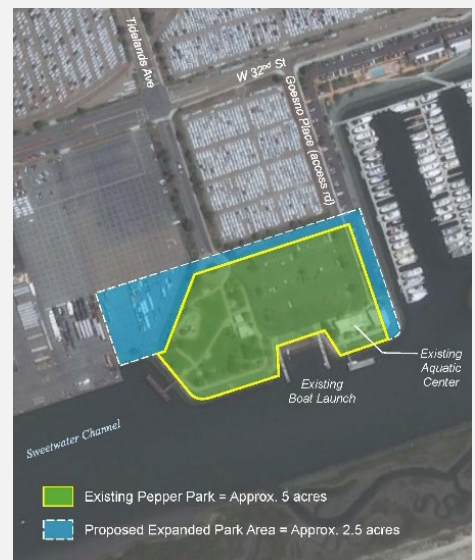 Tidelands Ave
W 32nd St
Goesno Place (access rd)
Existing
Aquatic
Center
Existing
Boat Launch
Sweetwater Channel
Existing Pepper Park = Approx. 5 acres
Proposed Expanded Park Area = Approx. 2.5 acres